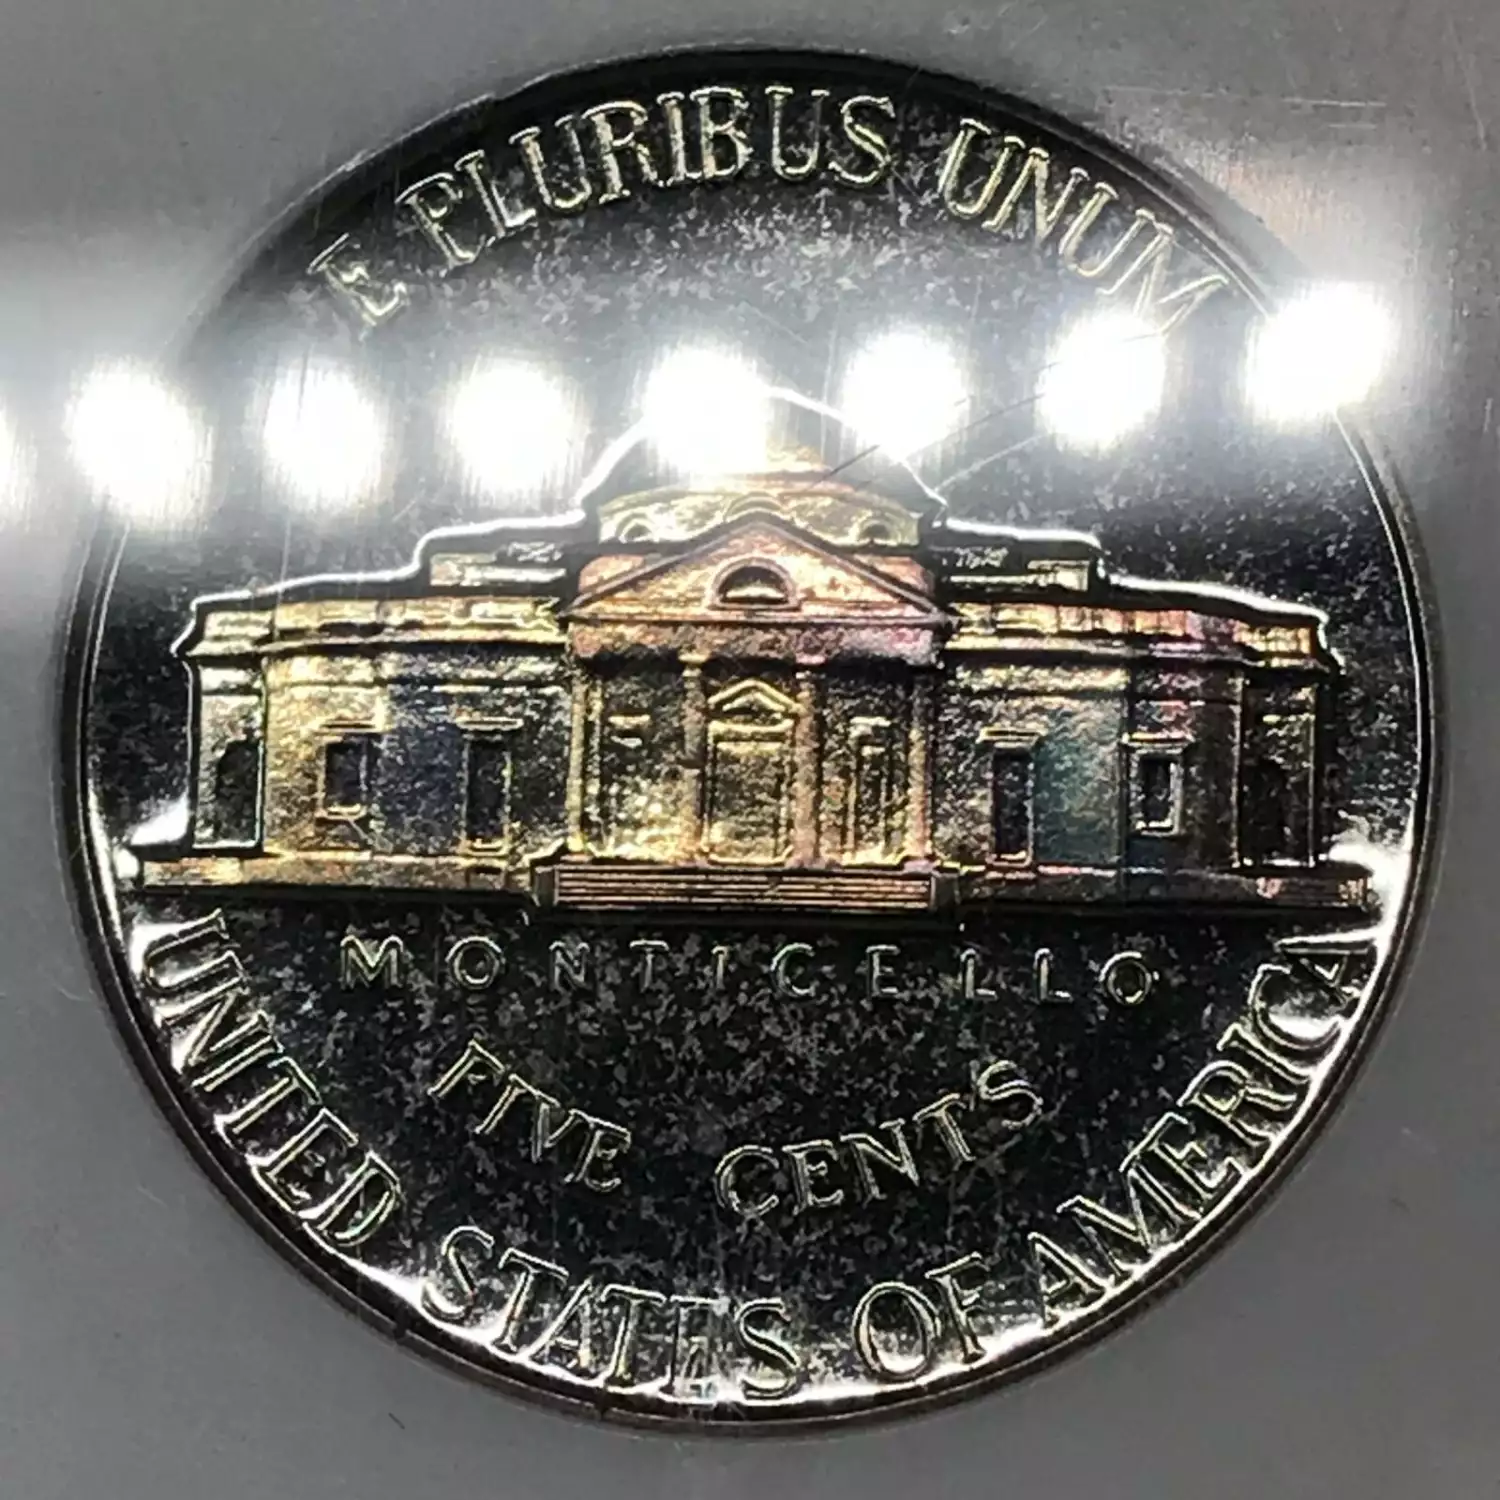 E PLURIBUS UNUM
MONTICELLO
FIVE CENTS
UNITED STATES OF AMERICA